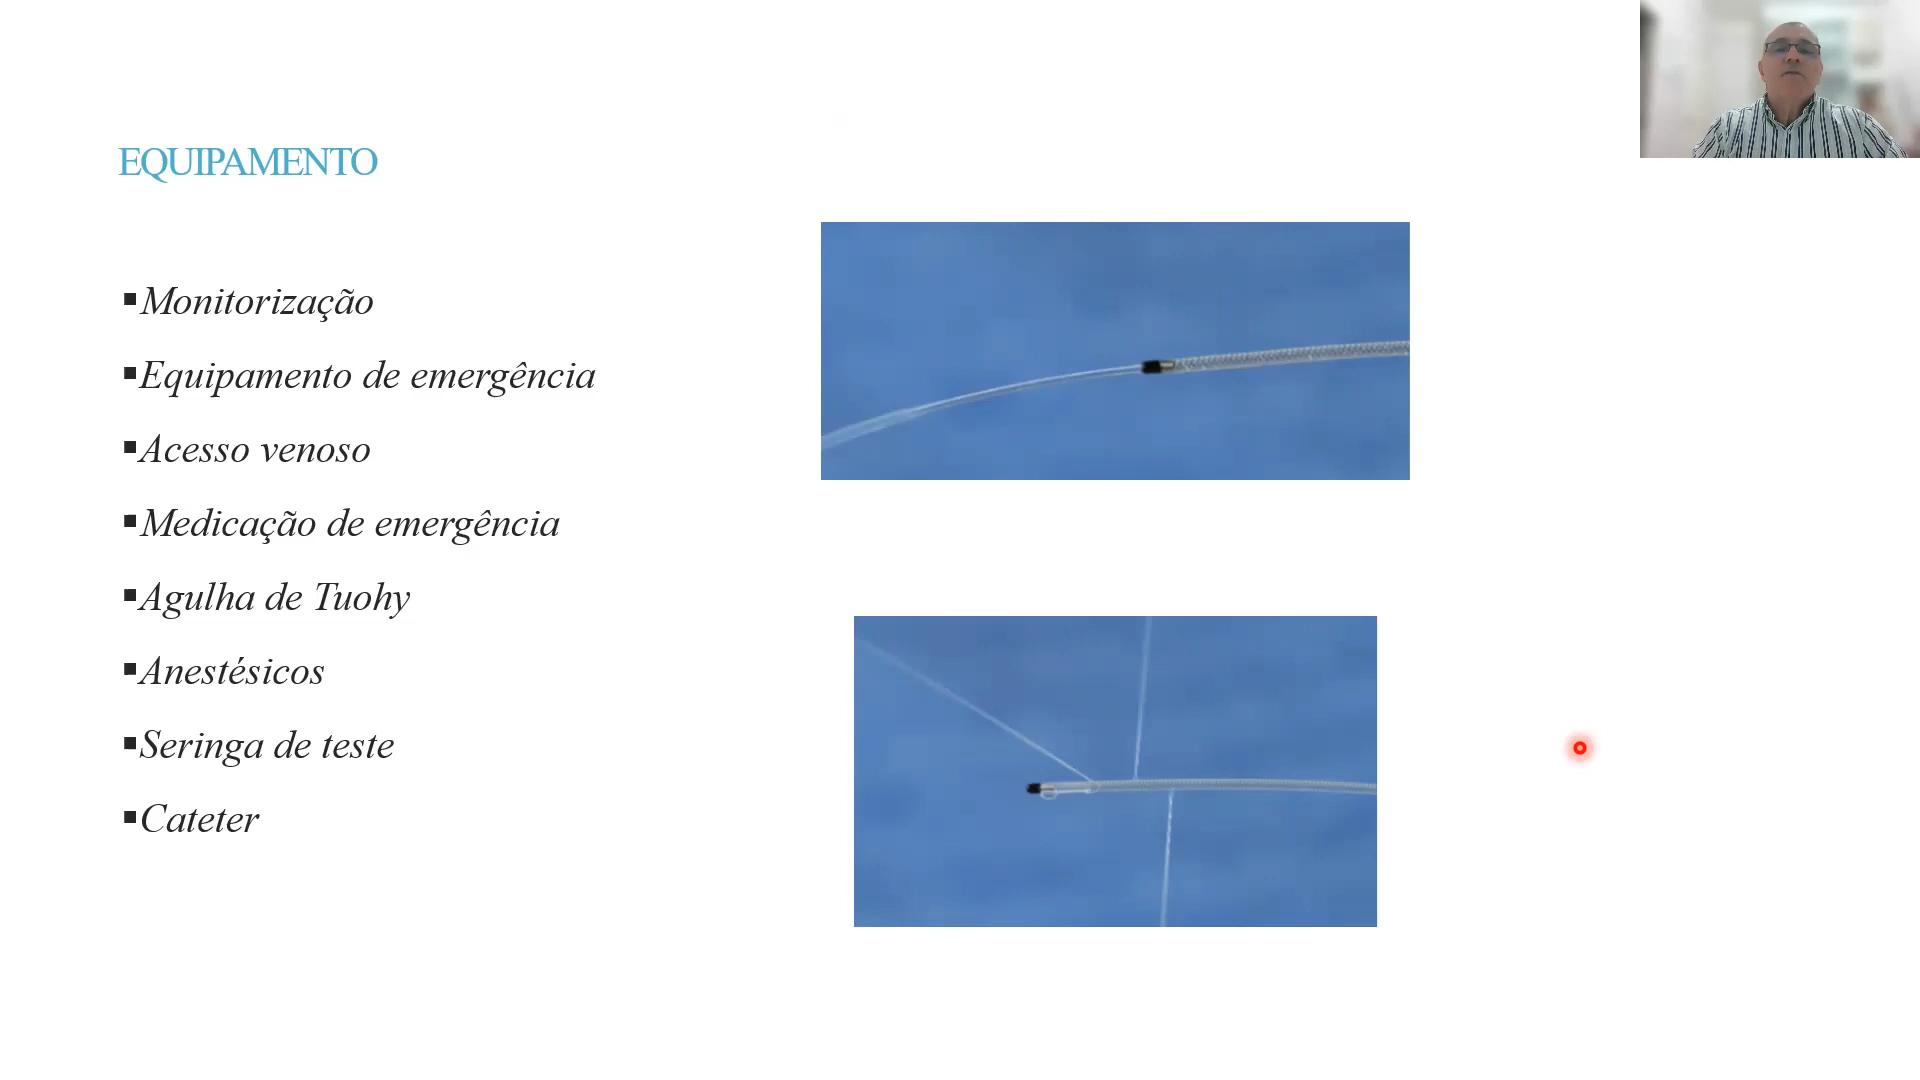 EQUIPAMENTO
▪Monitorização
▪Equipamento de emergência
▪Acesso venoso
▪Medicação de emergência
▪Agulha de Tuohy
▪Anestésicos
▪Seringa de teste
▪Cateter